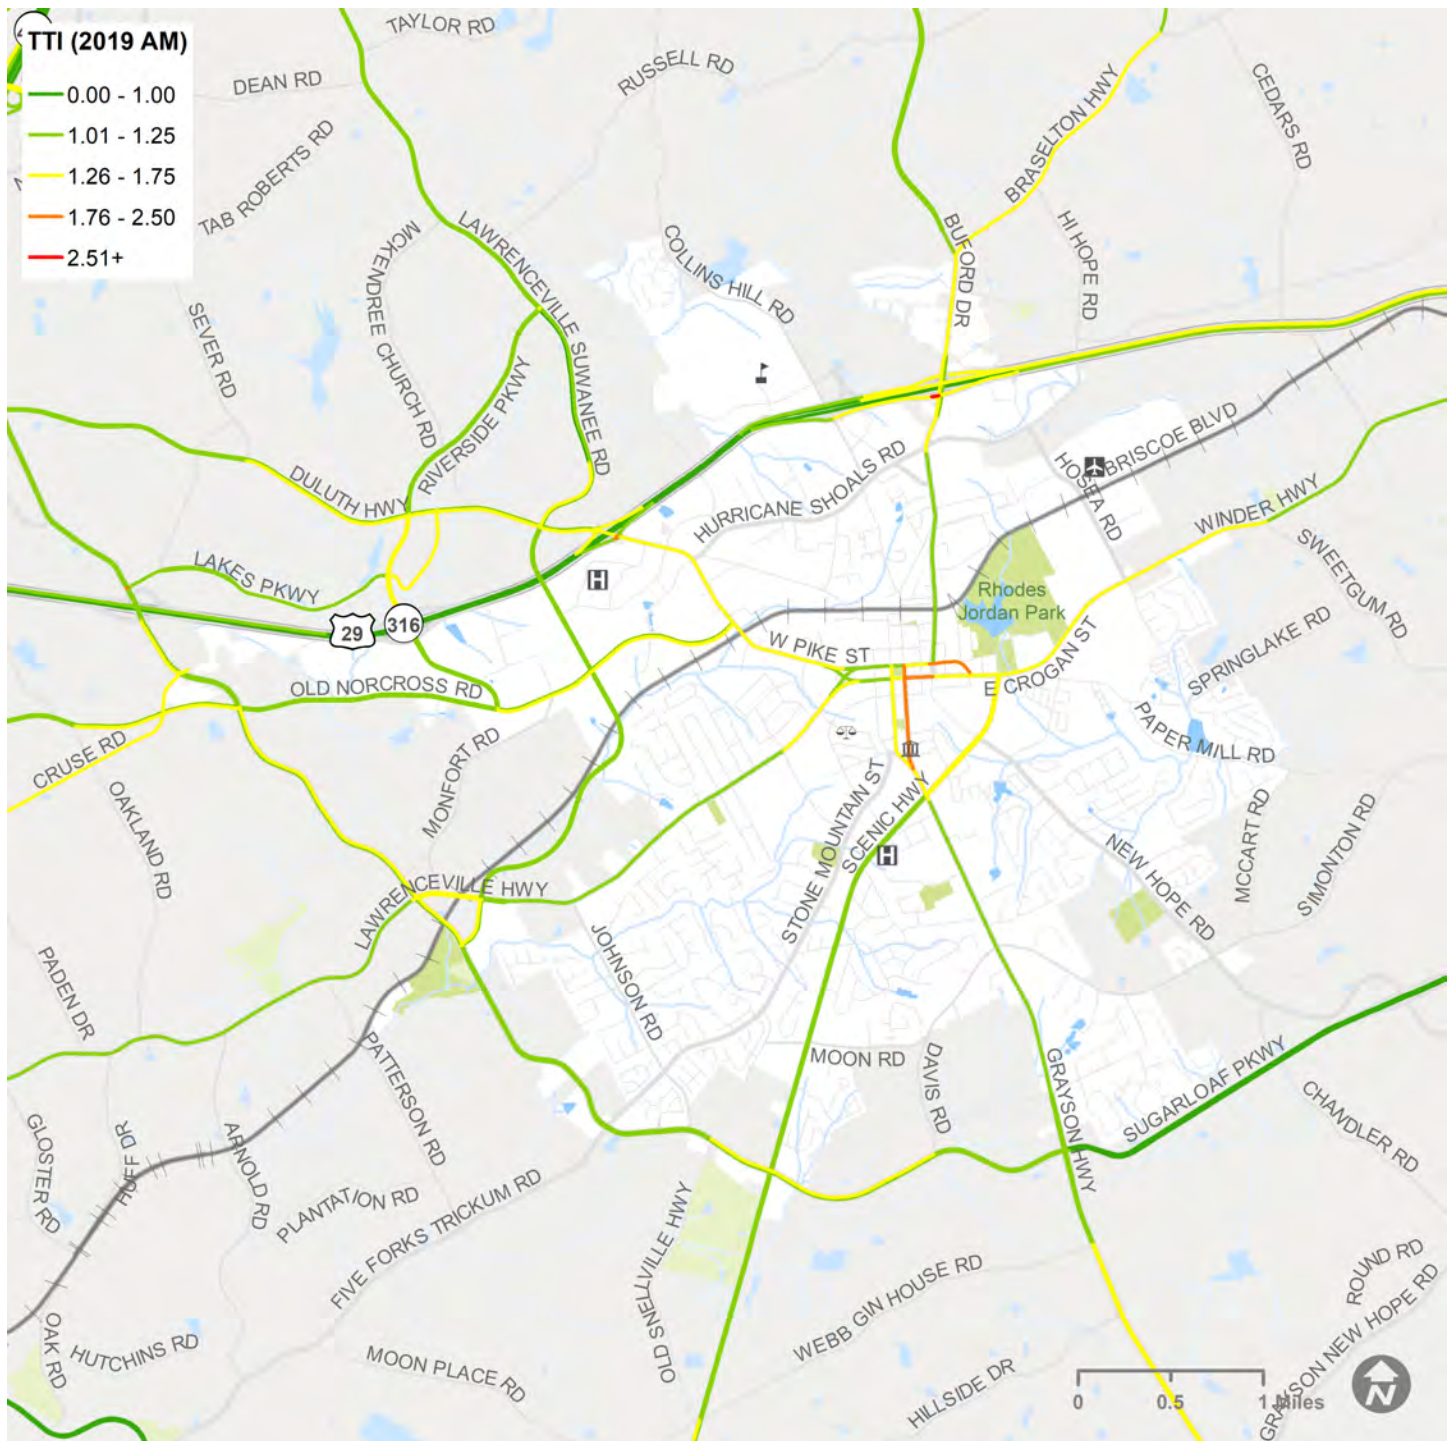 4
TTI (2019 AM)
0.00 - 1.00
1.01 - 1.25
1.26 - 1.75
1.76 - 2.50
2.51+
TAYLOR RD
DEAN RD
RUSSELL RD
CEDARS RD
BRASELTON HWY
TAB ROBERTS RD
MCKENDREE CHURCH RD
LAWRENCEVILLE SUWANEE RD
COLLINS HILL RD
BUFORD DR
HI HOPE RD
SEVER RD
RIVERSIDE PKWY
DULUTH HWY
HURRICANE SHOALS RD
HOSEA RD
BRISCOE BLVD
WINDER HWY
SWEETGUM RD
LAKES PKWY
H
29
316
Rhodes
Jordan Park
W PIKE ST
E CROGAN ST
SPRINGLAKE RD
OLD NORCROSS RD
PAPER MILL RD
CRUSE RD
MONFORT RD
OAKLAND RD
STONE MOUNTAIN ST
SCENIC HWY
H
MCCART RD
SIMONTON RD
NEW HOPE RD
LAWRENCEVILLE HWY
JOHNSON RD
PADEN DR
PATTERSON RD
MOON RD
DAVIS RD
GRAYSON HWY
SUGARLOAF PKWY
CHANDLER RD
GLOSTER RD
HUFF DR
ARNOLD RD
PLANTATION RD
FIVE FORKS TRICKUM RD
OLD SNELLVILLE HWY
WEBB GIN HOUSE RD
ROUND RD
GRAYSON NEW HOPE RD
OAK RD
HUTCHINS RD
MOON PLACE RD
HILLSIDE DR
0 0.5 1 Miles
N